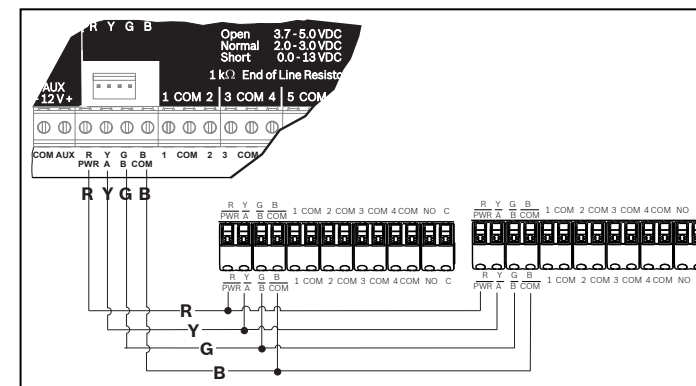 R Y G B
Open 3.7 - 5.0 VDC
Normal 2.0 - 3.0 VDC
Short 0.0 - 13 VDC
1 kΩ End of Line Resisto
AUX
- 12 V +
1 COM 2 3 COM 4 5 COM
COM AUX R PWR Y A G B B COM 1 COM 2 3 COM
R Y G B
R Y G B
PWR A B COM 1 COM 2 COM 3 COM 4 COM NO C
R Y G B
PWR A B COM 1 COM 2 COM 3 COM 4 COM NO
R Y G B
PWR A B COM 1 COM 2 COM 3 COM 4 COM NO C
R Y G B
PWR A B COM 1 COM 2 COM 3 COM 4 COM NO
R
Y
G
B